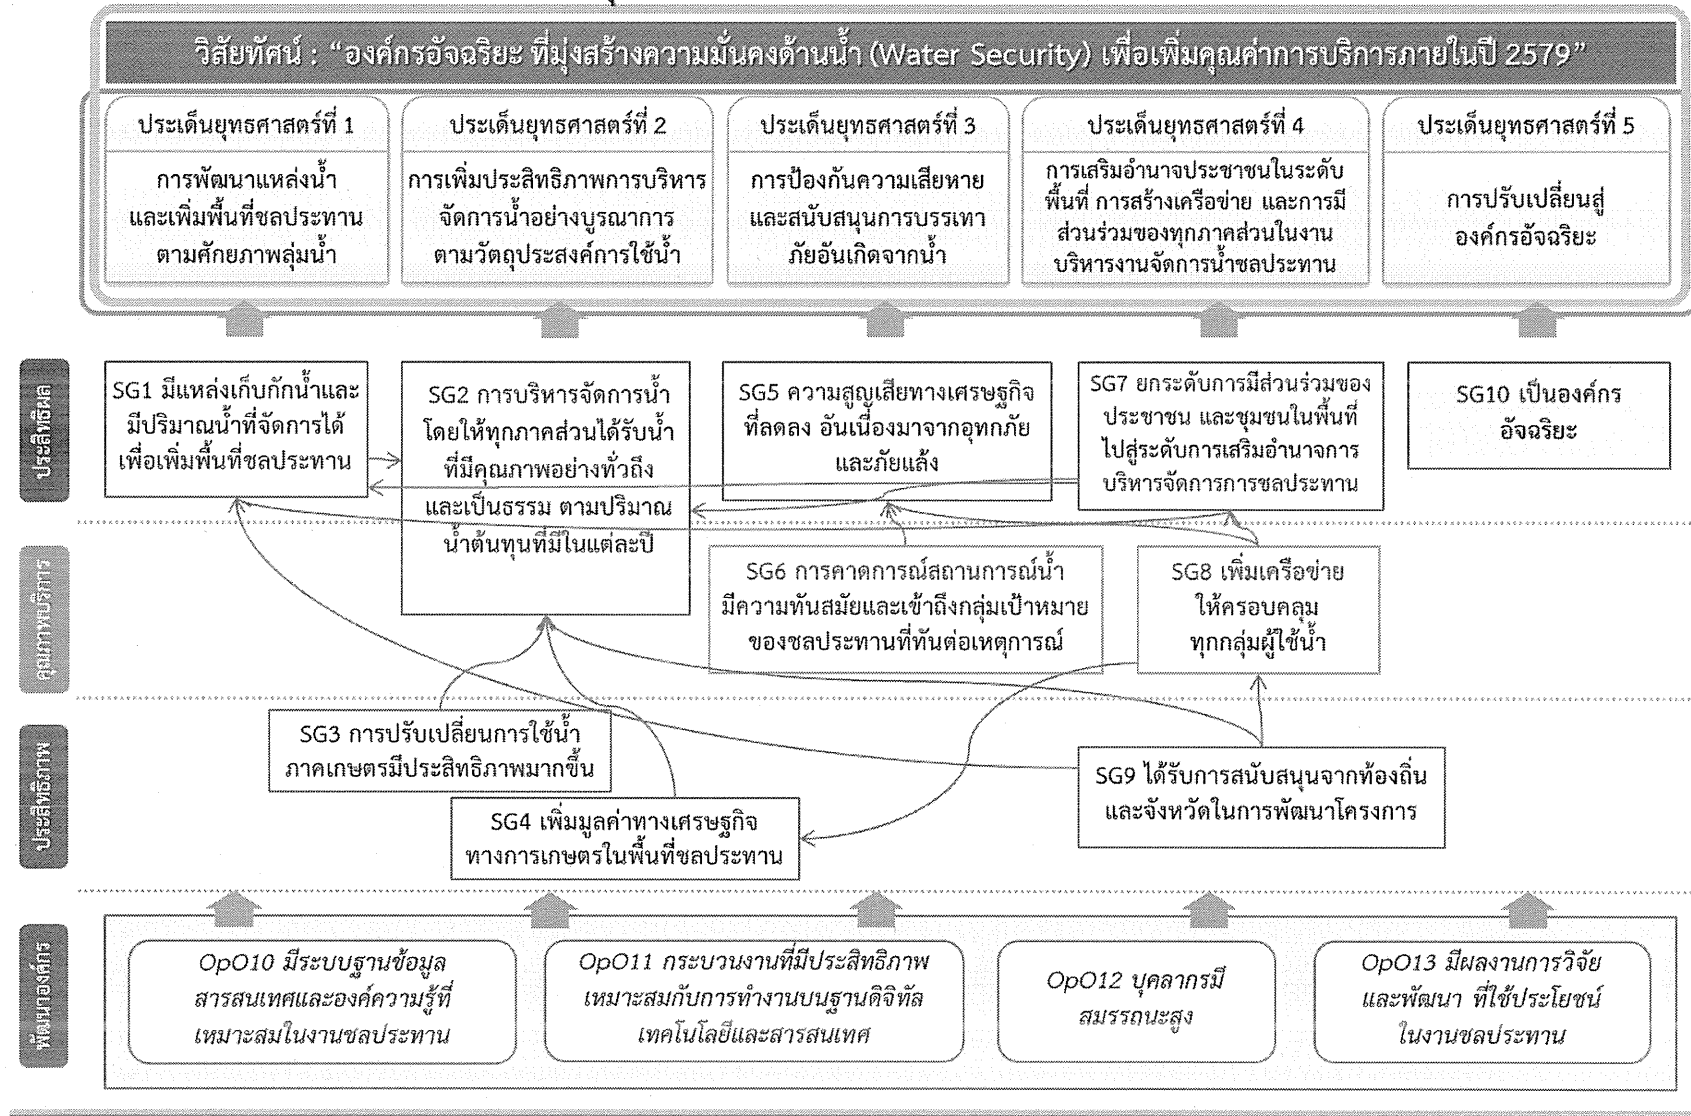 วิสัยทัศน์ : “องค์กรอัจฉริยะ ที่มุ่งสร้างความมั่นคงด้านน้ำ (Water Security) เพื่อเพิ่มคุณค่าการบริการภายในปี 2579”
ประเด็นยุทธศาสตร์ที่ 1
การพัฒนาแหล่งน้ำ
และเพิ่มพื้นที่ชลประทาน
ตามศักยภาพลุ่มน้ำ
ประเด็นยุทธศาสตร์ที่ 2
การเพิ่มประสิทธิภาพการบริหาร
จัดการน้ำอย่างบูรณาการ
ตามวัตถุประสงค์การใช้น้ำ
ประเด็นยุทธศาสตร์ที่ 3
การป้องกันความเสียหาย
และสนับสนุนการบรรเทา
ภัยอันเกิดจากน้ำ
ประเด็นยุทธศาสตร์ที่ 4
การเสริมอำนาจประชาชนในระดับ
พื้นที่ การสร้างเครือข่าย และการมี
ส่วนร่วมของทุกภาคส่วนในงาน
บริหารงานจัดการน้ำชลประทาน
ประเด็นยุทธศาสตร์ที่ 5
การปรับเปลี่ยนสู่
องค์กรอัจฉริยะ
ประสิทธิผล
SG1 มีแหล่งเก็บกักน้ำและ
มีปริมาณน้ำที่จัดการได้
เพื่อเพิ่มพื้นที่ชลประทาน
SG2 การบริหารจัดการน้ำ
โดยให้ทุกภาคส่วนได้รับน้ำ
ที่มีคุณภาพอย่างทั่วถึง
และเป็นธรรม ตามปริมาณ
น้ำต้นทุนที่มีในแต่ละปี
SG5 ความสูญเสียทางเศรษฐกิจ
ที่ลดลง อันเนื่องมาจากอุทกภัย
และภัยแล้ง
SG7 ยกระดับการมีส่วนร่วมของ
ประชาชน และชุมชนในพื้นที่
ไปสู่ระดับการเสริมอำนาจการ
บริหารจัดการการชลประทาน
SG10 เป็นองค์กร
อัจฉริยะ
คุณภาพบริการ
SG6 การคาดการณ์สถานการณ์น้ำ
มีความทันสมัยและเข้าถึงกลุ่มเป้าหมาย
ของชลประทานที่ทันต่อเหตุการณ์
SG8 เพิ่มเครือข่าย
ให้ครอบคลุม
ทุกกลุ่มผู้ใช้น้ำ
ประสิทธิภาพ
SG3 การปรับเปลี่ยนการใช้น้ำ
ภาคเกษตรมีประสิทธิภาพมากขึ้น
SG4 เพิ่มมูลค่าทางเศรษฐกิจ
ทางการเกษตรในพื้นที่ชลประทาน
SG9 ได้รับการสนับสนุนจากท้องถิ่น
และจังหวัดในการพัฒนาโครงการ
พัฒนาองค์กร
OpO10 มีระบบฐานข้อมูล
สารสนเทศและองค์ความรู้ที่
เหมาะสมในงานชลประทาน
OpO11 กระบวนงานที่มีประสิทธิภาพ
เหมาะสมกับการทำงานบนฐานดิจิทัล
เทคโนโลยีและสารสนเทศ
OpO12 บุคลากรมี
สมรรถนะสูง
OpO13 มีผลงานการวิจัย
และพัฒนา ที่ใช้ประโยชน์
ในงานชลประทาน